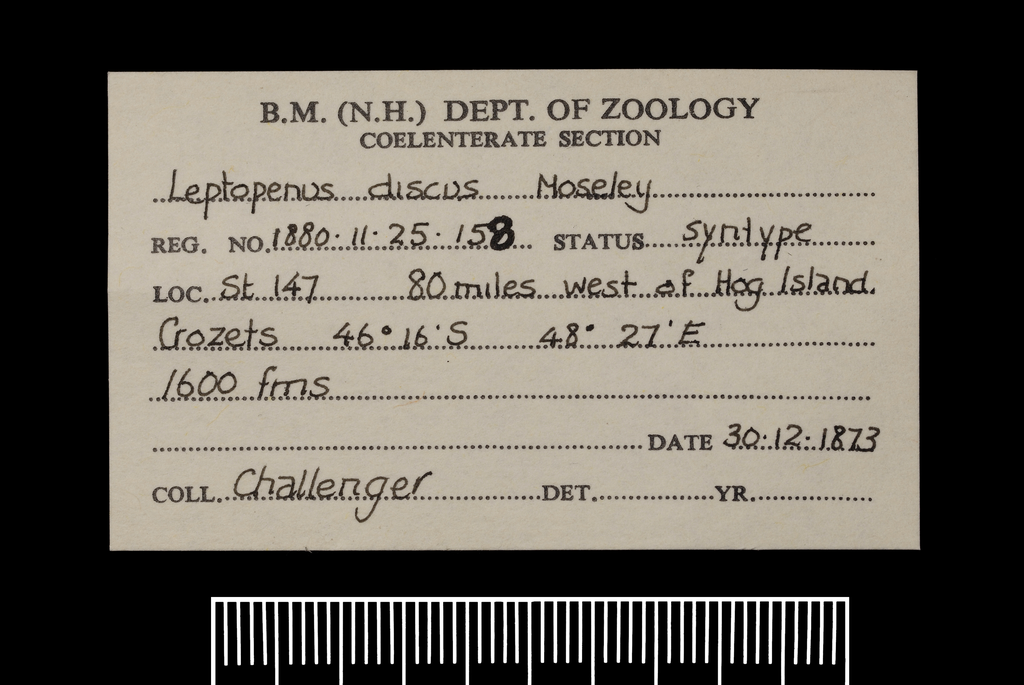 B.M. (N.H.) DEPT. OF ZOOLOGY
COELENTERATE SECTION
Leptopenus discus Moseley
REG. NO. 1880·11·25·158 STATUS syntype
LOC. St 147 80 miles west of Hog Island.
Crozets 46° 16' S 48° 27' E
1600 fms
DATE 30·12·1873
COLL. Challenger DET. YR.